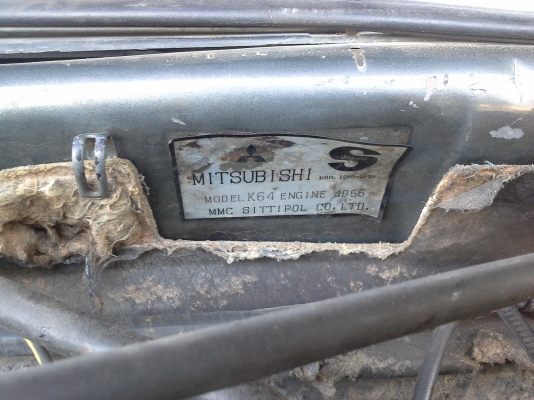 MITSUBISHI S
MODEL K64 ENGINE 4D56
MMC SITTIPOL CO., LTD.